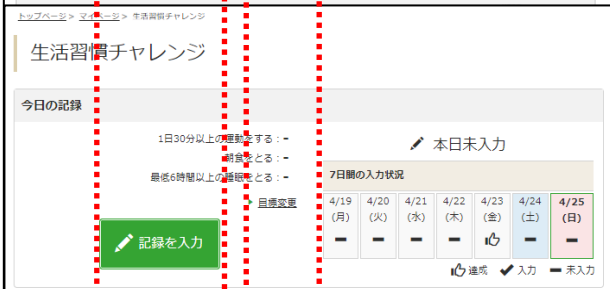 トップページ > マイページ > 生活習慣チャレンジ
生活習慣チャレンジ
今日の記録
1日30分以上の運動をする：-
朝食をとる：-
最低6時間以上の睡眠をとる：-
目標変更
記録を入力
本日未入力
7日間の入力状況
4/19 4/20 4/21 4/22 4/23 4/24 4/25
(月) (火) (水) (木) (金) (土) (日)
達成 入力 未入力